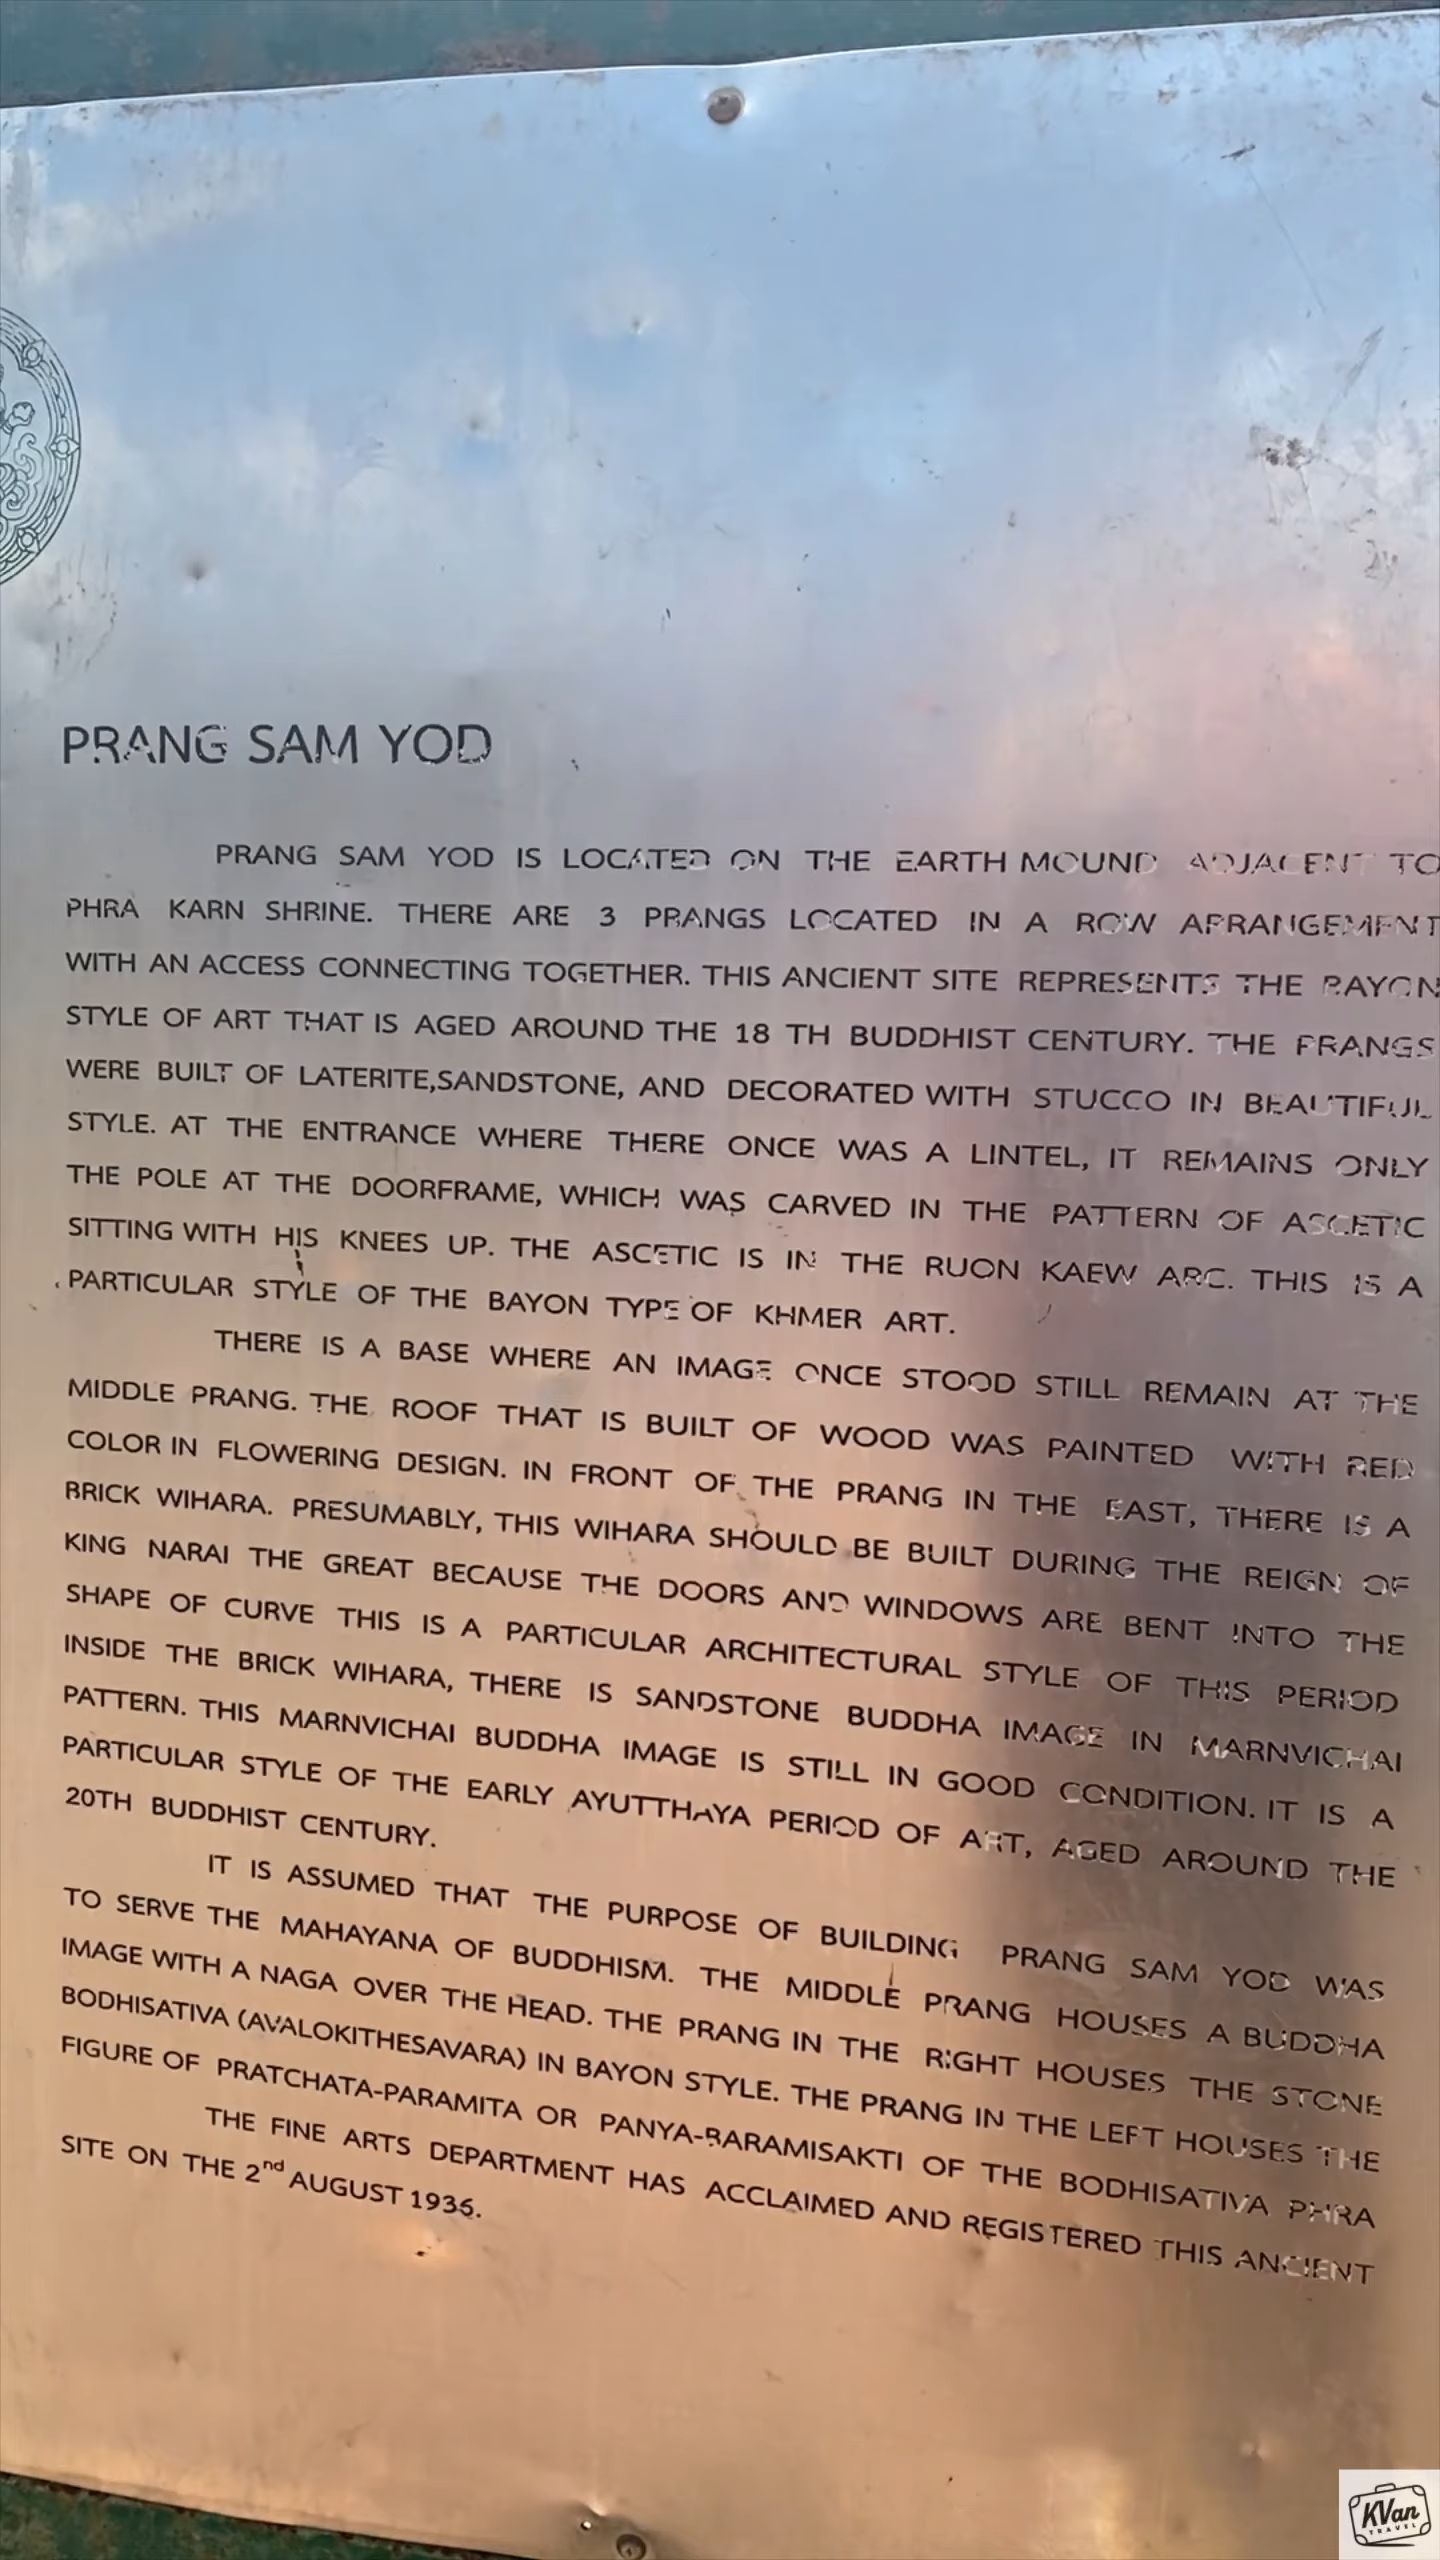 PRANG SAM YOD
PRANG SAM YOD IS LOCATED ON THE EARTH MOUND ADJACENT TO
PHRA KARN SHRINE. THERE ARE 3 PRANGS LOCATED IN A ROW ARRANGEMENT
WITH AN ACCESS CONNECTING TOGETHER. THIS ANCIENT SITE REPRESENTS THE BAYON
STYLE OF ART THAT IS AGED AROUND THE 18 TH BUDDHIST CENTURY. THE PRANGS
WERE BUILT OF LATERITE,SANDSTONE, AND DECORATED WITH STUCCO IN BEAUTIFUL
STYLE. AT THE ENTRANCE WHERE THERE ONCE WAS A LINTEL, IT REMAINS ONLY
THE POLE AT THE DOORFRAME, WHICH WAS CARVED IN THE PATTERN OF ASCETIC
SITTING WITH HIS KNEES UP. THE ASCETIC IS IN THE RUON KAEW ARC. THIS IS A
PARTICULAR STYLE OF THE BAYON TYPE OF KHMER ART.
THERE IS A BASE WHERE AN IMAGE ONCE STOOD STILL REMAIN AT THE
MIDDLE PRANG. THE ROOF THAT IS BUILT OF WOOD WAS PAINTED WITH RED
COLOR IN FLOWERING DESIGN. IN FRONT OF THE PRANG IN THE EAST, THERE IS A
BRICK WIHARA. PRESUMABLY, THIS WIHARA SHOULD BE BUILT DURING THE REIGN OF
KING NARAI THE GREAT BECAUSE THE DOORS AND WINDOWS ARE BENT INTO THE
SHAPE OF CURVE THIS IS A PARTICULAR ARCHITECTURAL STYLE OF THIS PERIOD
INSIDE THE BRICK WIHARA, THERE IS SANDSTONE BUDDHA IMAGE IN MARNVICHAI
PATTERN. THIS MARNVICHAI BUDDHA IMAGE IS STILL IN GOOD CONDITION. IT IS A
PARTICULAR STYLE OF THE EARLY AYUTTHAYA PERIOD OF ART, AGED AROUND THE
20TH BUDDHIST CENTURY.
IT IS ASSUMED THAT THE PURPOSE OF BUILDING PRANG SAM YOD WAS
TO SERVE THE MAHAYANA OF BUDDHISM. THE MIDDLE PRANG HOUSES A BUDDHA
IMAGE WITH A NAGA OVER THE HEAD. THE PRANG IN THE RIGHT HOUSES THE STONE
BODHISATIVA (AVALOKITHESAVARA) IN BAYON STYLE. THE PRANG IN THE LEFT HOUSES THE
FIGURE OF PRATCHATA-PARAMITA OR PANYA-BARAMISAKTI OF THE BODHISATIVA PHRA
THE FINE ARTS DEPARTMENT HAS ACCLAIMED AND REGISTERED THIS ANCIENT
SITE ON THE 2nd AUGUST 1936.
KVan
TRAVEL